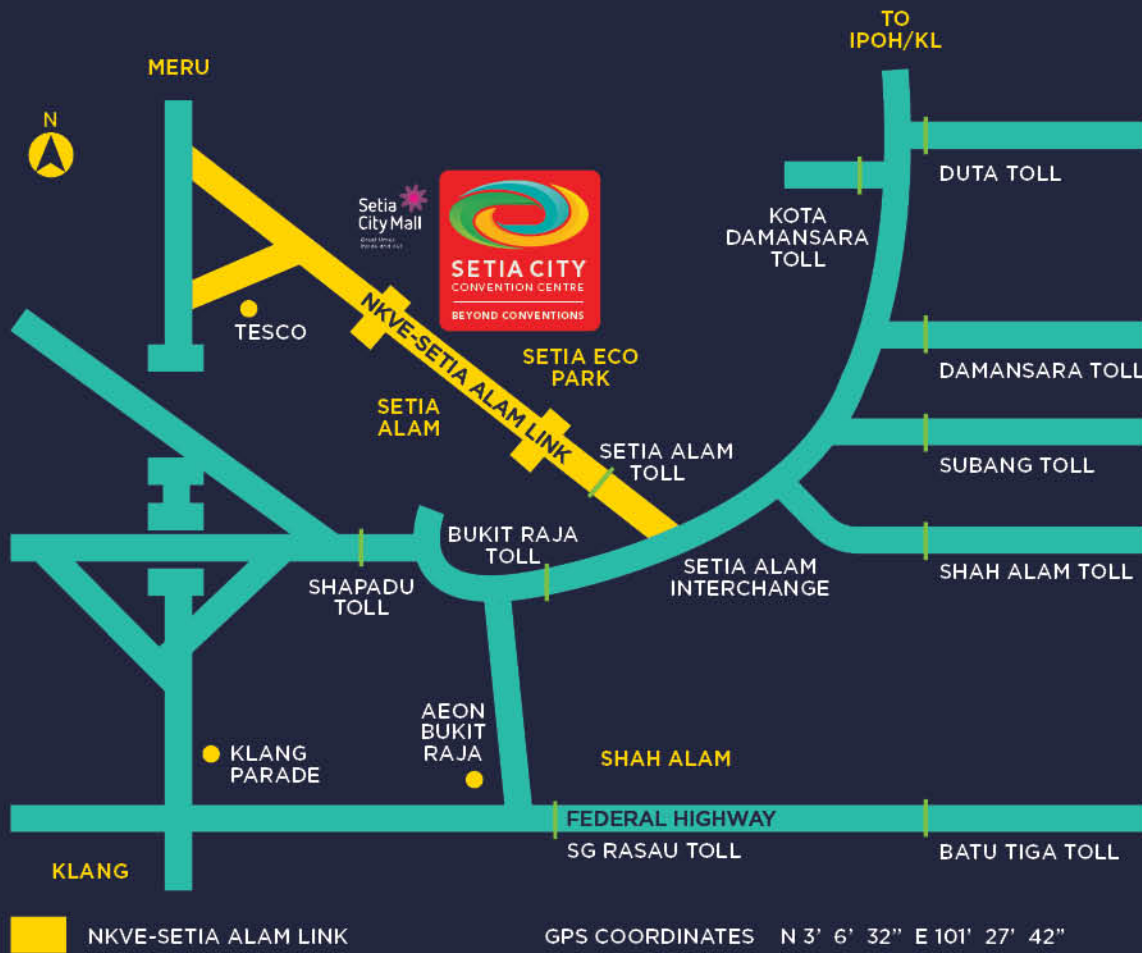 TO
IPOH/KL
MERU
N
DUTA TOLL
KOTA
DAMANSARA
TOLL
Setia
City Mall
SETIA CITY
CONVENTION CENTRE
BEYOND CONVENTIONS
TESCO
NKVE-SETIA ALAM LINK
SETIA ECO
PARK
DAMANSARA TOLL
SETIA
ALAM
SETIA ALAM
TOLL
SUBANG TOLL
BUKIT RAJA
TOLL
SETIA ALAM
INTERCHANGE
SHAH ALAM TOLL
SHAPADU
TOLL
AEON
BUKIT
RAJA
KLANG
PARADE
SHAH ALAM
FEDERAL HIGHWAY
SG RASAU TOLL
BATU TIGA TOLL
KLANG
NKVE-SETIA ALAM LINK
GPS COORDINATES N 3' 6' 32" E 101' 27' 42"